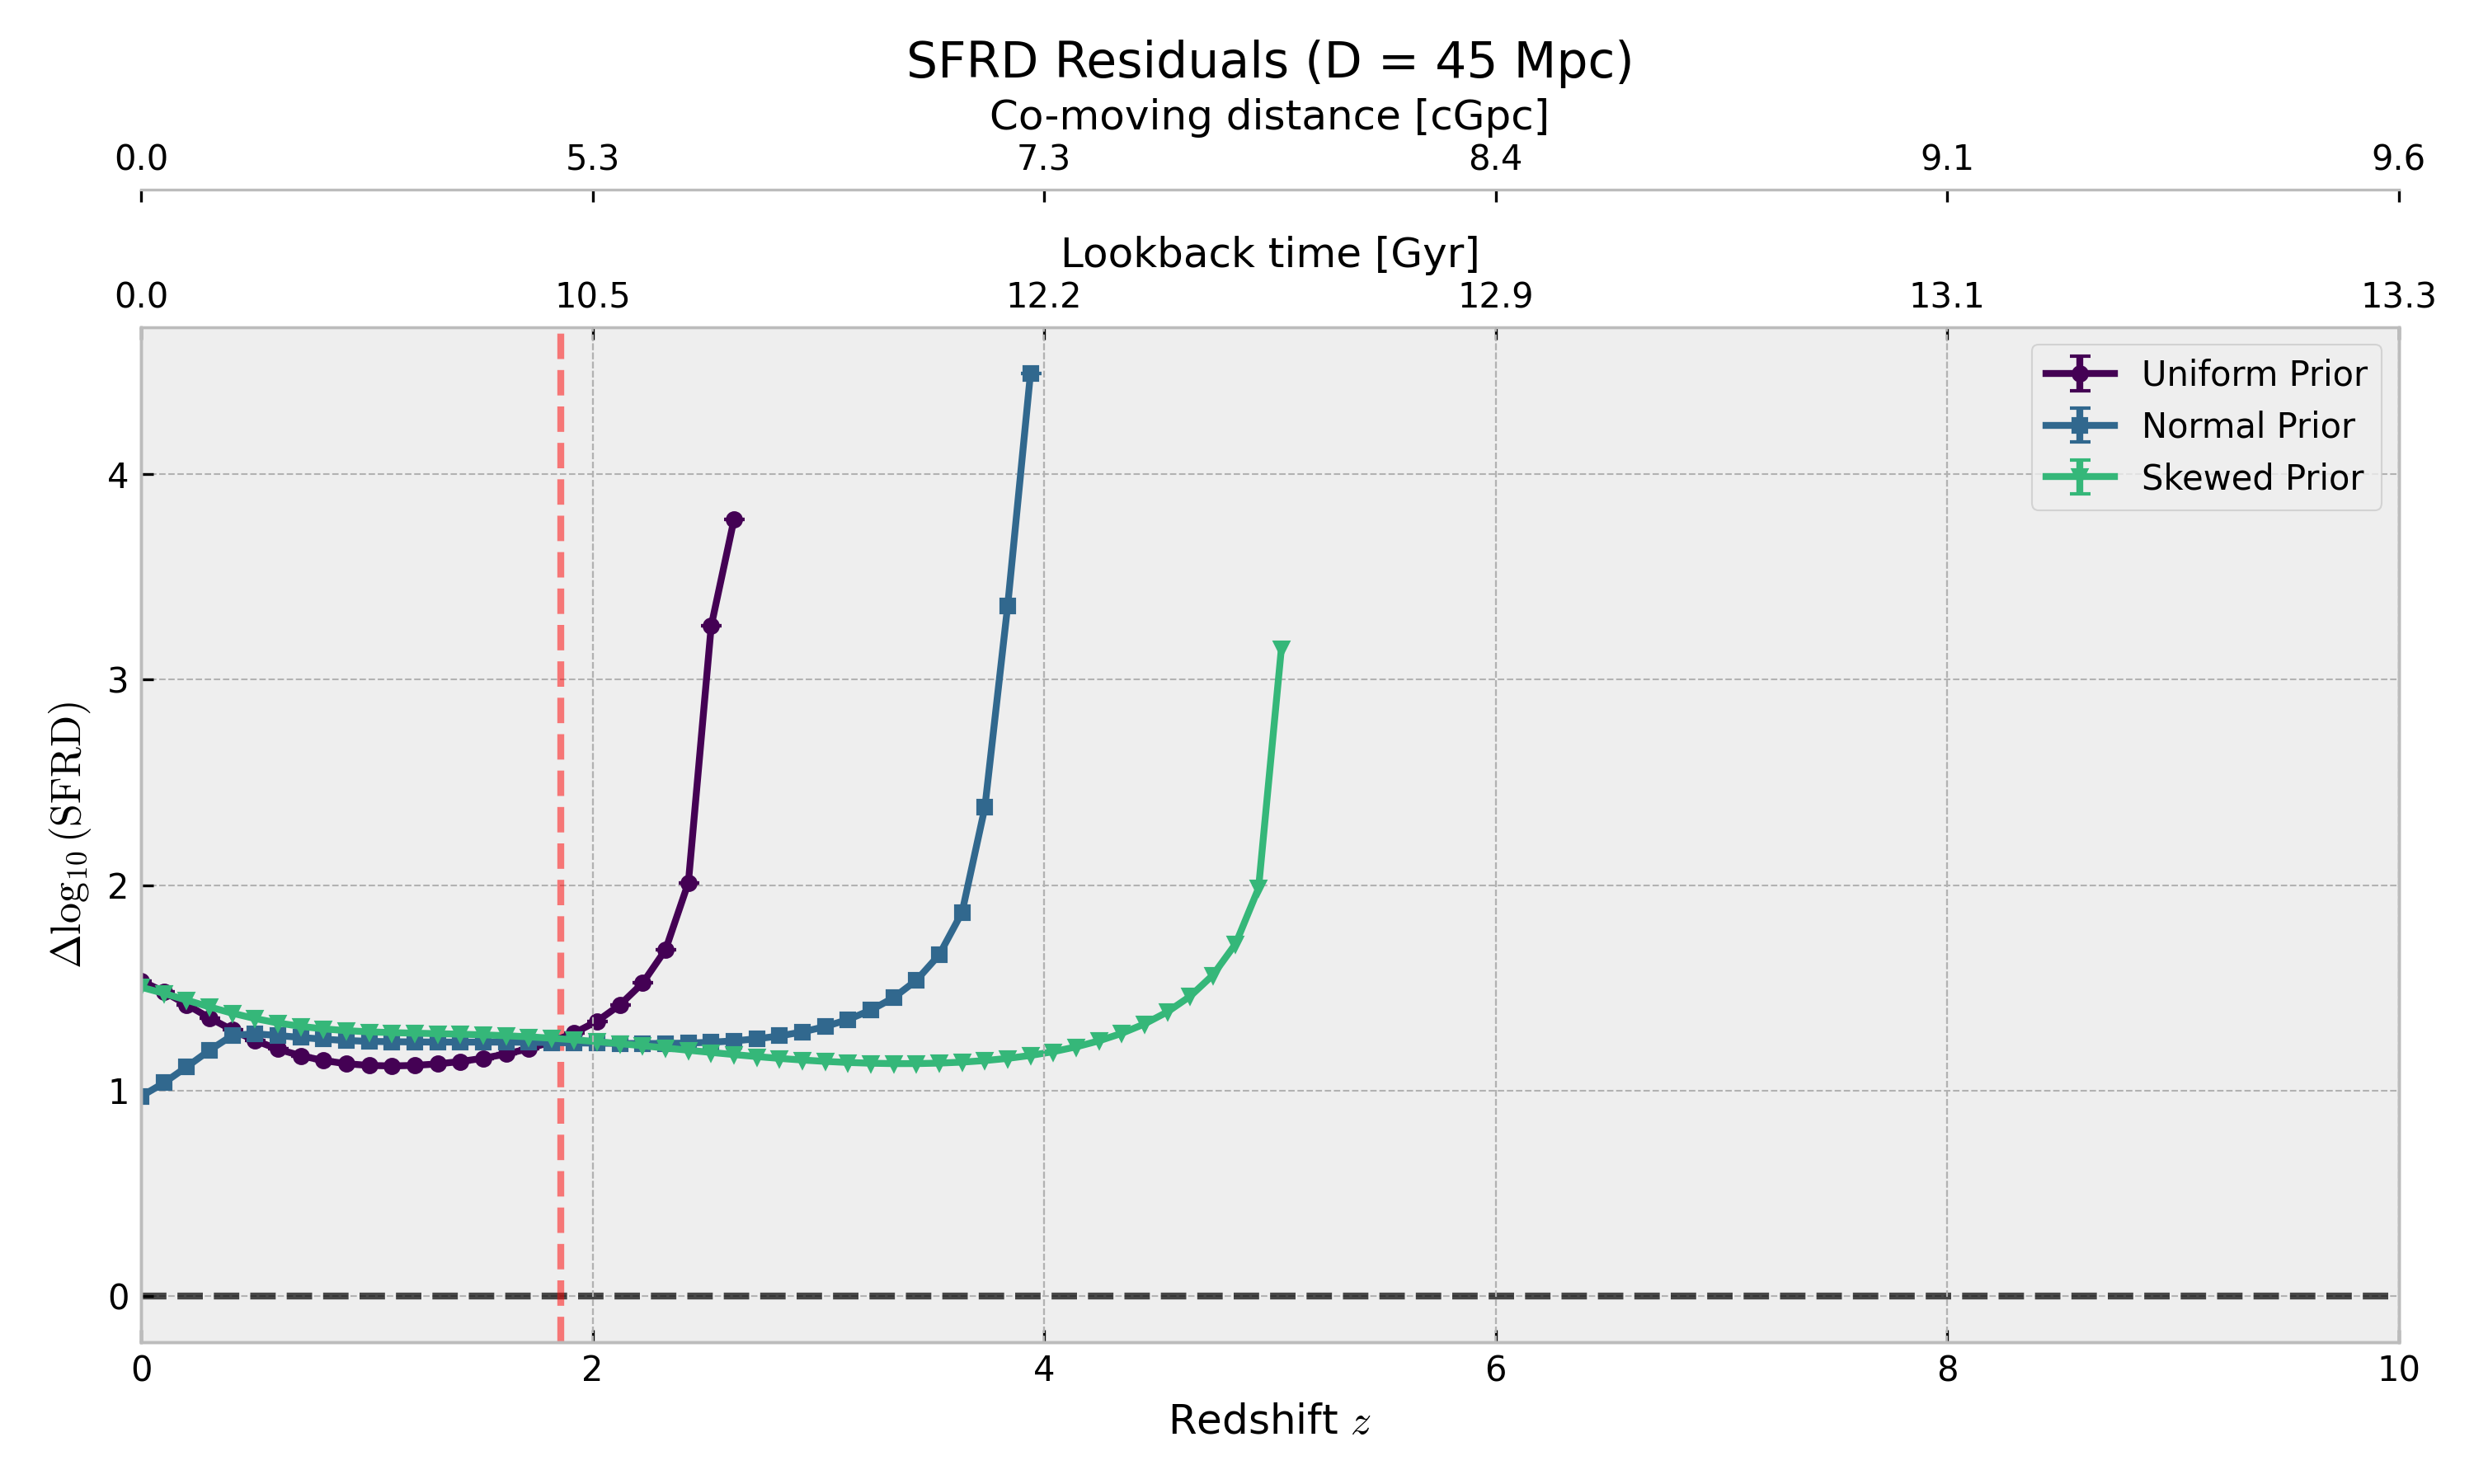 SFRD Residuals (D = 45 Mpc)
Co-moving distance [cGpc]
0.0 5.3 7.3 8.4 9.1 9.6
Lookback time [Gyr]
0.0 10.5 12.2 12.9 13.1 13.3
Uniform Prior
Normal Prior
Skewed Prior
4
3
2
1
0
Δlog₁₀(SFRD)
0 2 4 6 8 10
Redshift z